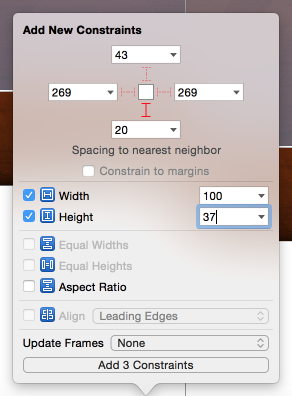 Add New Constraints
43
269 269
20
Spacing to nearest neighbor
Constrain to margins
Width 100
Height 37
Equal Widths
Equal Heights
Aspect Ratio
Align Leading Edges
Update Frames None
Add 3 Constraints